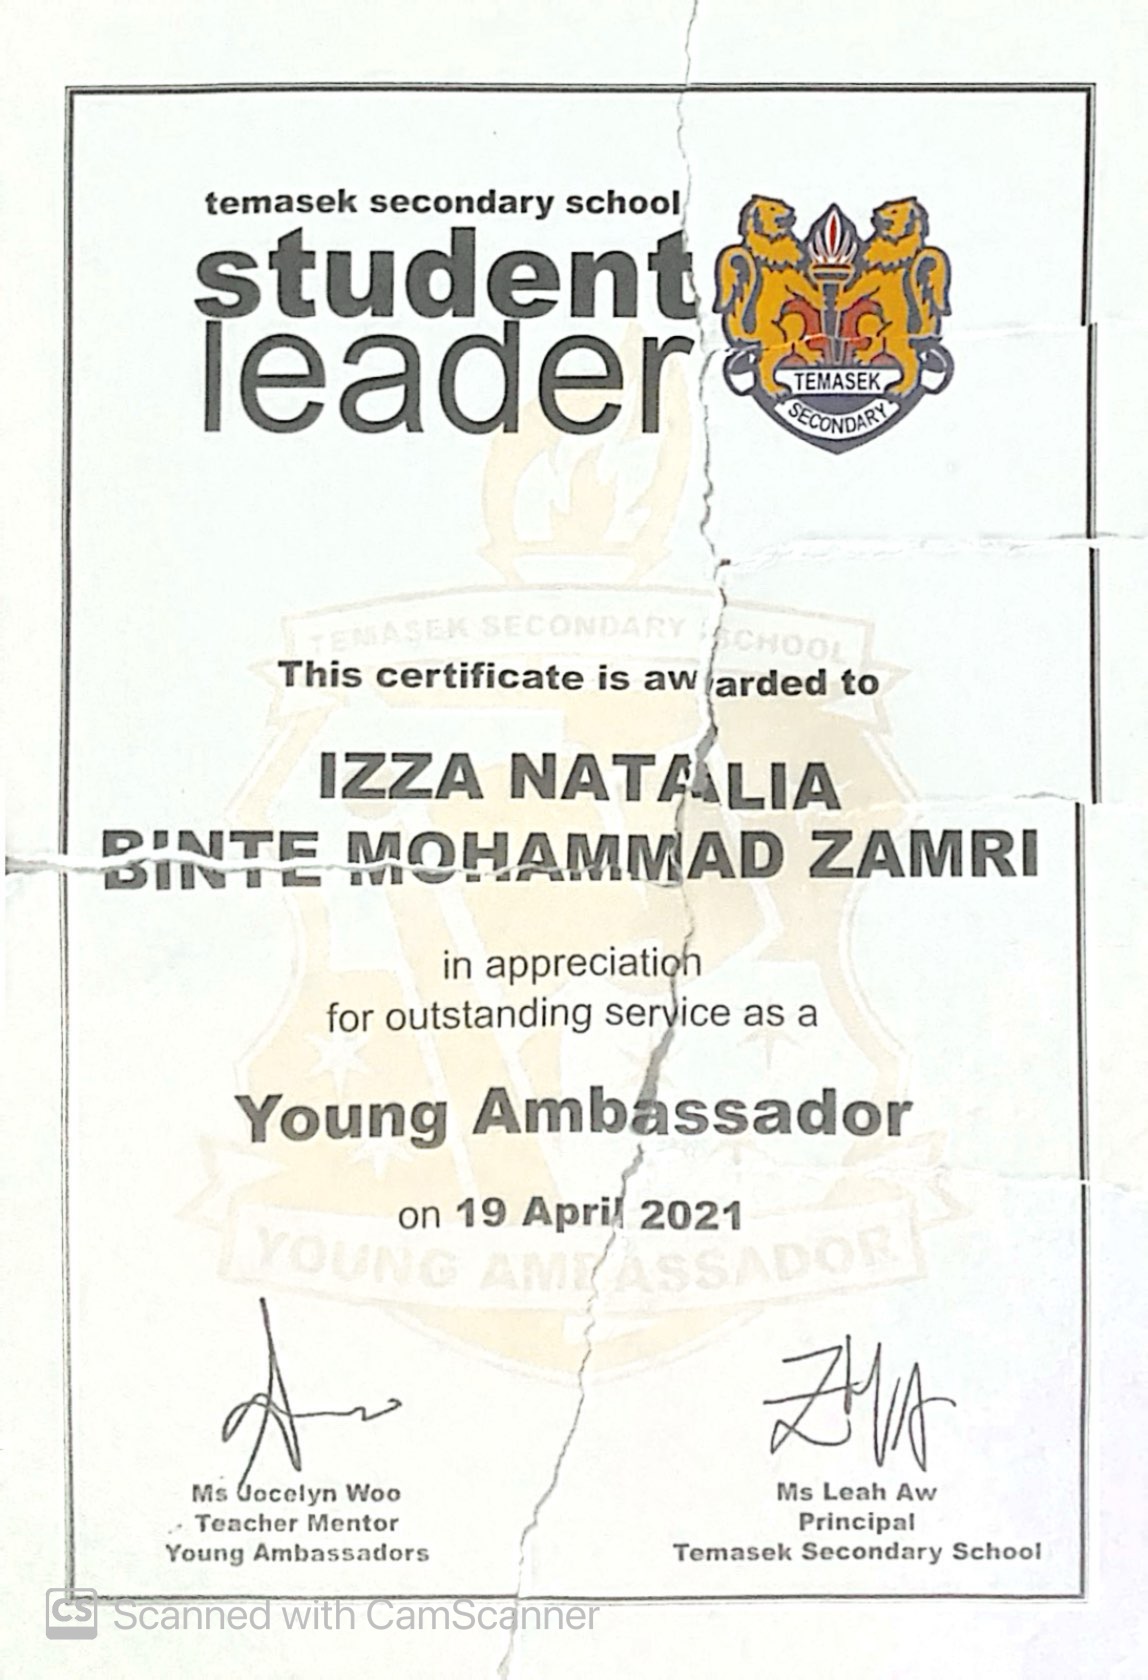 temasek secondary school
student
leader
TEMASEK
SECONDARY
TEMASEK SECONDARY SCHOOL
This certificate is awarded to
IZZA NATALIA
BINTE MOHAMMAD ZAMRI
in appreciation
for outstanding service as a
Young Ambassador
on 19 April 2021
YOUNG AMBASSADOR
Ms Jocelyn Woo
Teacher Mentor
Young Ambassadors
Ms Leah Aw
Principal
Temasek Secondary School
CS Scanned with CamScanner